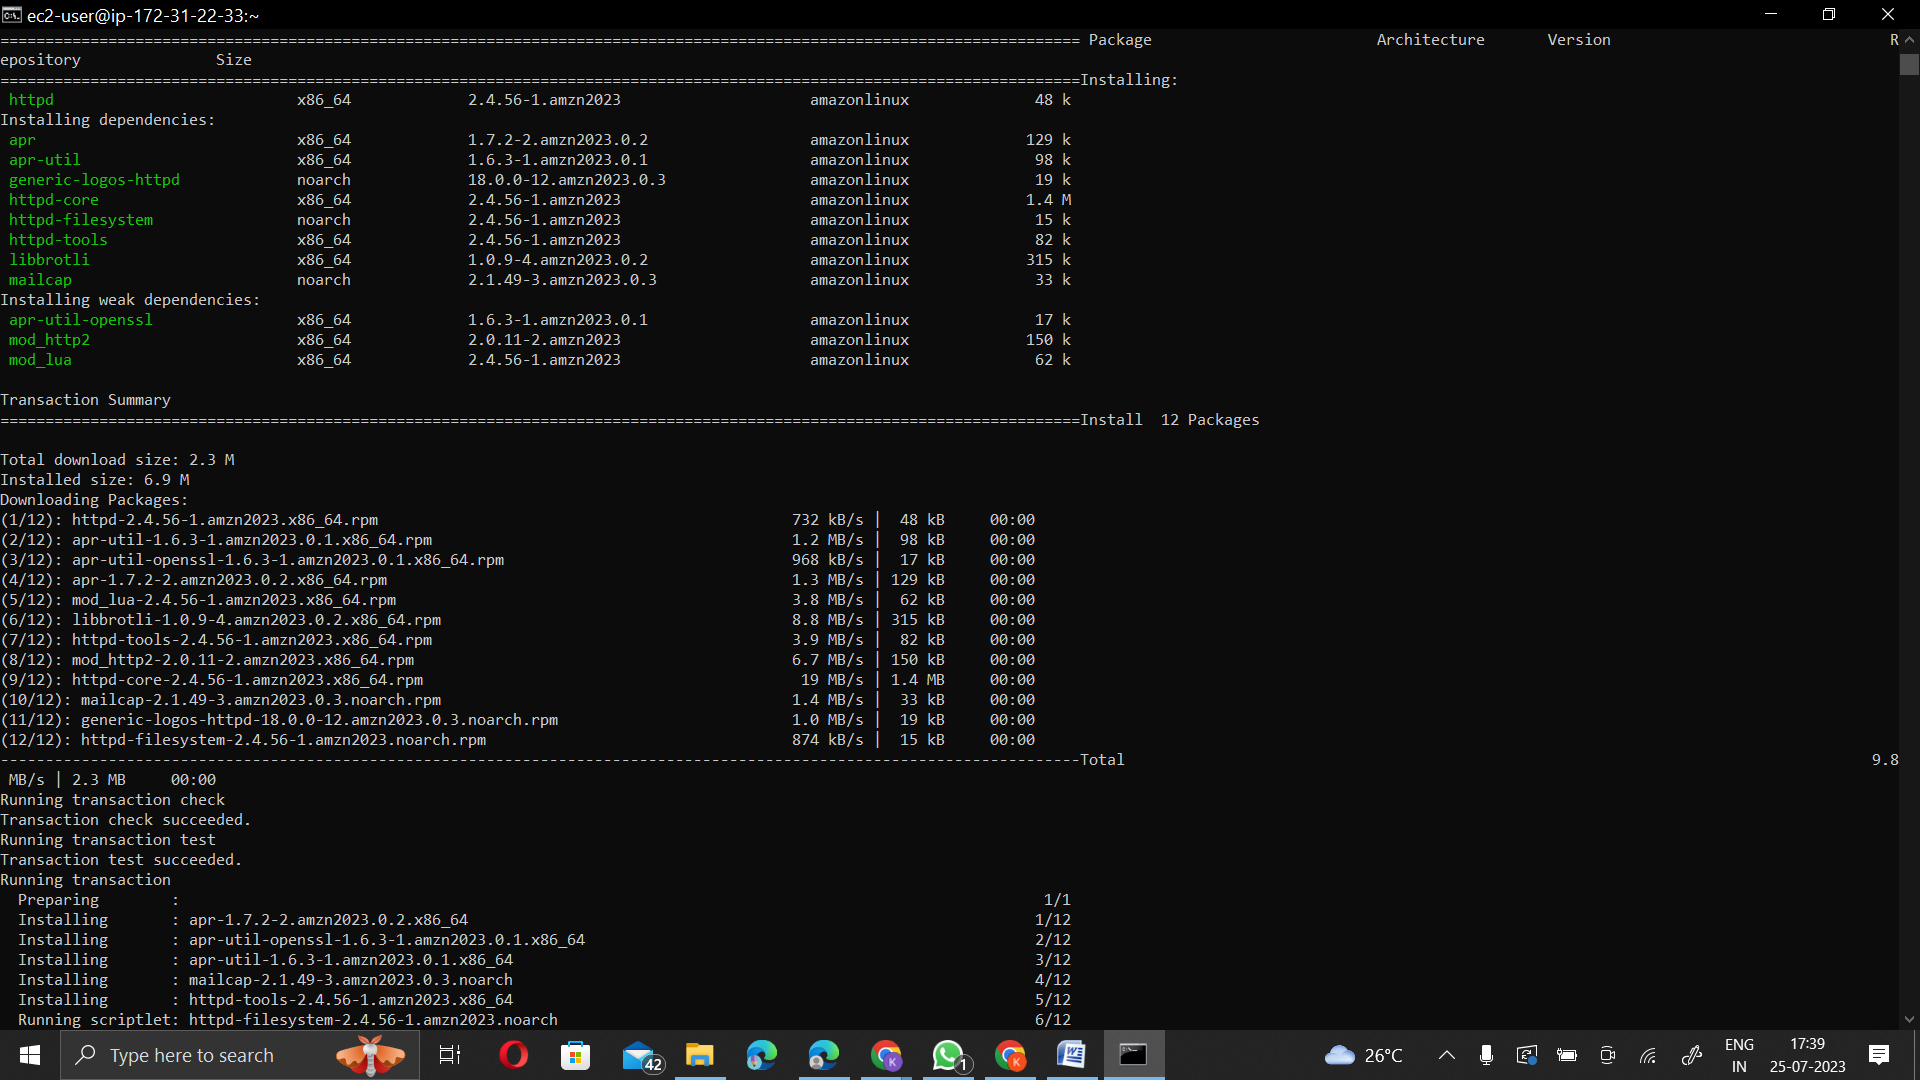 ec2-user@ip-172-31-22-33:~
======================================================================================================================== Package                         Architecture       Version                               R
epository               Size
========================================================================================================================Installing:
httpd                           x86_64             2.4.56-1.amzn2023                     amazonlinux              48 k
Installing dependencies:
apr                             x86_64             1.7.2-2.amzn2023.0.2                  amazonlinux             129 k
apr-util                        x86_64             1.6.3-1.amzn2023.0.1                  amazonlinux              98 k
generic-logos-httpd             noarch             18.0.0-12.amzn2023.0.3                amazonlinux              19 k
httpd-core                      x86_64             2.4.56-1.amzn2023                     amazonlinux             1.4 M
httpd-filesystem                noarch             2.4.56-1.amzn2023                     amazonlinux              15 k
httpd-tools                     x86_64             2.4.56-1.amzn2023                     amazonlinux              82 k
libbrotli                       x86_64             1.0.9-4.amzn2023.0.2                  amazonlinux             315 k
mailcap                         noarch             2.1.49-3.amzn2023.0.3                 amazonlinux              33 k
Installing weak dependencies:
apr-util-openssl                x86_64             1.6.3-1.amzn2023.0.1                  amazonlinux              17 k
mod_http2                       x86_64             2.0.11-2.amzn2023                     amazonlinux             150 k
mod_lua                         x86_64             2.4.56-1.amzn2023                     amazonlinux              62 k
Transaction Summary
========================================================================================================================Install  12 Packages
Total download size: 2.3 M
Installed size: 6.9 M
Downloading Packages:
(1/12): httpd-2.4.56-1.amzn2023.x86_64.rpm                                              732 kB/s |  48 kB     00:00
(2/12): apr-util-1.6.3-1.amzn2023.0.1.x86_64.rpm                                        1.2 MB/s |  98 kB     00:00
(3/12): apr-util-openssl-1.6.3-1.amzn2023.0.1.x86_64.rpm                                968 kB/s |  17 kB     00:00
(4/12): apr-1.7.2-2.amzn2023.0.2.x86_64.rpm                                             1.3 MB/s | 129 kB     00:00
(5/12): mod_lua-2.4.56-1.amzn2023.x86_64.rpm                                            3.8 MB/s |  62 kB     00:00
(6/12): libbrotli-1.0.9-4.amzn2023.0.2.x86_64.rpm                                       8.8 MB/s | 315 kB     00:00
(7/12): httpd-tools-2.4.56-1.amzn2023.x86_64.rpm                                        3.9 MB/s |  82 kB     00:00
(8/12): mod_http2-2.0.11-2.amzn2023.x86_64.rpm                                          6.7 MB/s | 150 kB     00:00
(9/12): httpd-core-2.4.56-1.amzn2023.x86_64.rpm                                          19 MB/s | 1.4 MB     00:00
(10/12): mailcap-2.1.49-3.amzn2023.0.3.noarch.rpm                                       1.4 MB/s |  33 kB     00:00
(11/12): generic-logos-httpd-18.0.0-12.amzn2023.0.3.noarch.rpm                          1.0 MB/s |  19 kB     00:00
(12/12): httpd-filesystem-2.4.56-1.amzn2023.noarch.rpm                                  874 kB/s |  15 kB     00:00
------------------------------------------------------------------------------------------------------------------------Total                                                                                   9.8
MB/s | 2.3 MB     00:00
Running transaction check
Transaction check succeeded.
Running transaction test
Transaction test succeeded.
Running transaction
Preparing        :                                                                                                1/1
Installing       : apr-1.7.2-2.amzn2023.0.2.x86_64                                                               1/12
Installing       : apr-util-openssl-1.6.3-1.amzn2023.0.1.x86_64                                                  2/12
Installing       : apr-util-1.6.3-1.amzn2023.0.1.x86_64                                                          3/12
Installing       : mailcap-2.1.49-3.amzn2023.0.3.noarch                                                          4/12
Installing       : httpd-tools-2.4.56-1.amzn2023.x86_64                                                          5/12
Running scriptlet: httpd-filesystem-2.4.56-1.amzn2023.noarch                                                     6/12
Type here to search
42
K
1
K
26°C
ENG
IN
17:39
25-07-2023